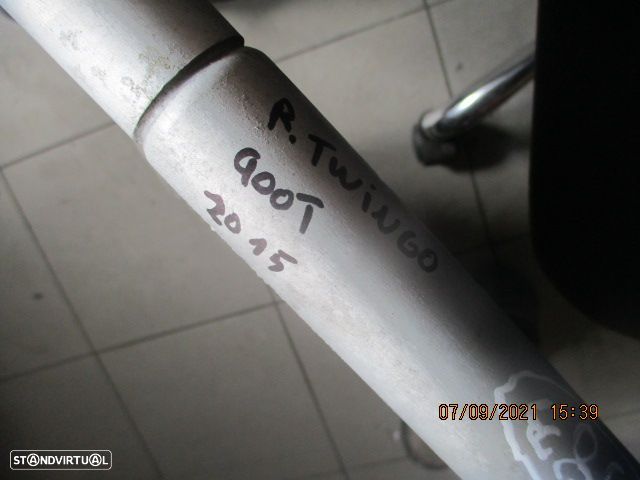 R. TWINGO
900T
2015
07/09/2021 15:39
STANDVIRTUAL